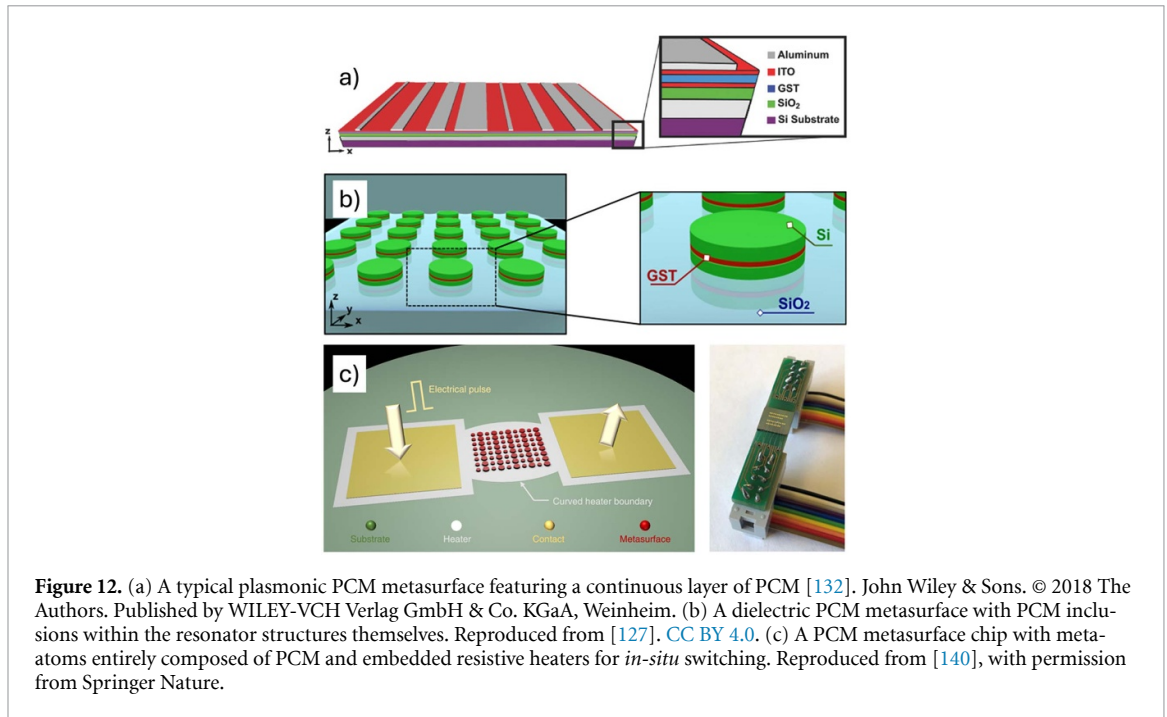 a)
Aluminum
ITO
GST
SiO₂
Si Substrate
z
x
b)
Si
GST
SiO₂
z
y
x
c)
Electrical pulse
Curved heater boundary
Substrate
Heater
Contact
Metasurface
Figure 12. (a) A typical plasmonic PCM metasurface featuring a continuous layer of PCM [132]. John Wiley & Sons. © 2018 The
Authors. Published by WILEY-VCH Verlag GmbH & Co. KGaA, Weinheim. (b) A dielectric PCM metasurface with PCM inclu-
sions within the resonator structures themselves. Reproduced from [127]. CC BY 4.0. (c) A PCM metasurface chip with meta-
atoms entirely composed of PCM and embedded resistive heaters for in-situ switching. Reproduced from [140], with permission
from Springer Nature.